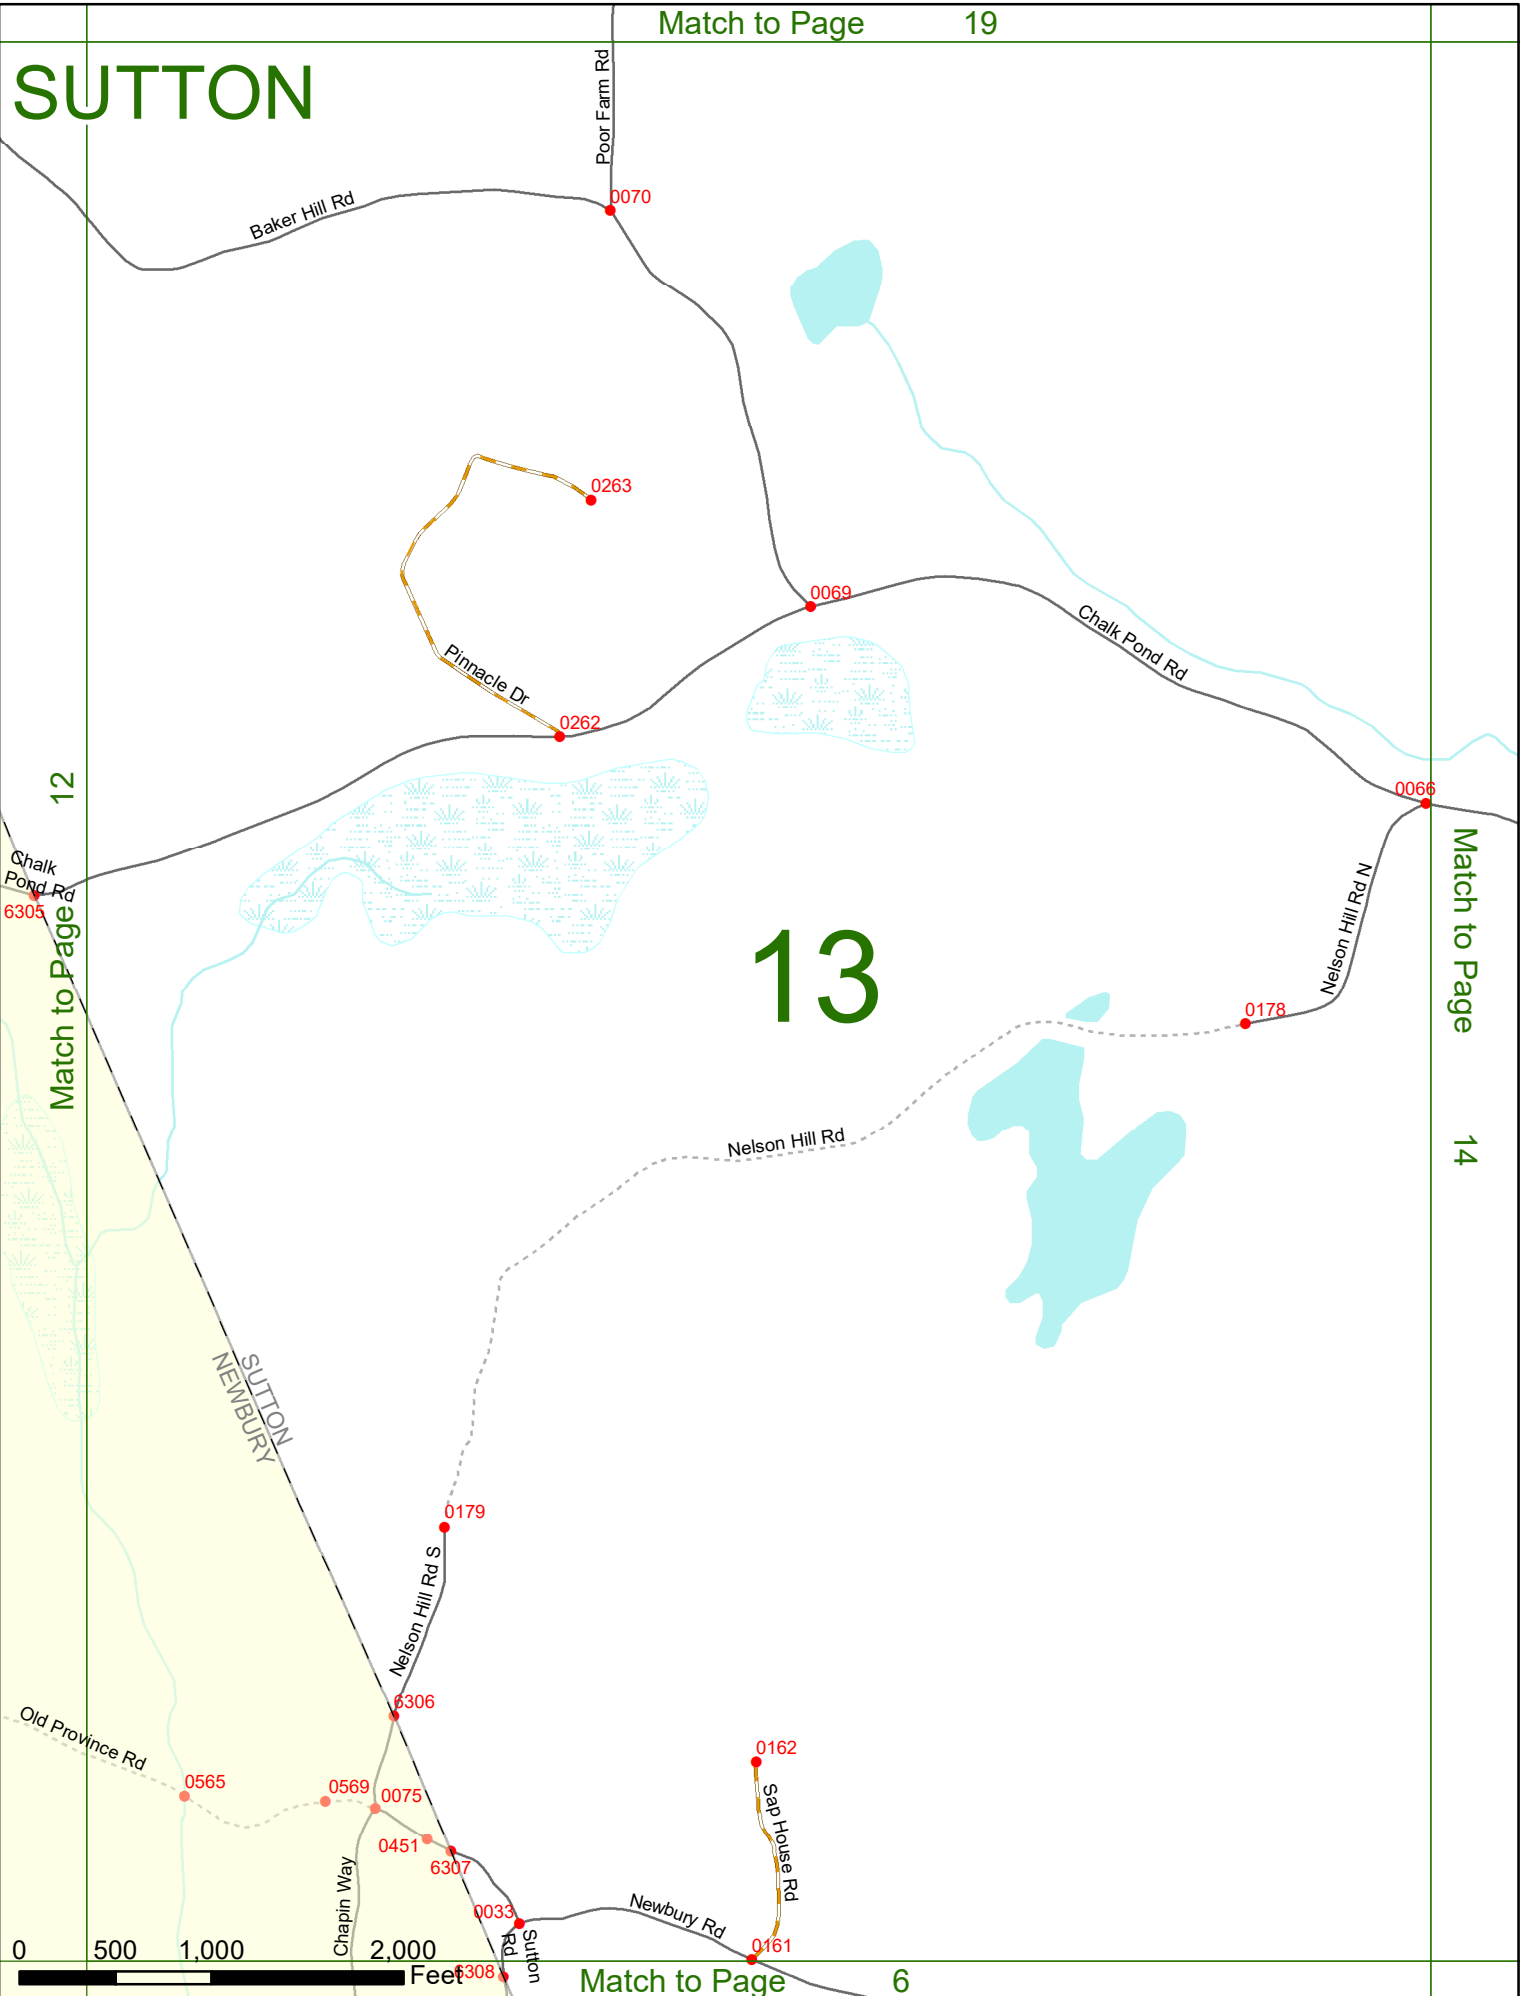 Match to Page 19
SUTTON
Poor Farm Rd
0070
Baker Hill Rd
0263
0069
Chalk Pond Rd
Pinnacle Dr
0262
12
Match to Page
0066
Chalk
Pond Rd
6305
Match to Page
14
Nelson Hill Rd N
13
0178
Nelson Hill Rd
SUTTON
NEWBURY
0179
Nelson Hill Rd S
6306
Old Province Rd
0565
0569
0075
0451
6307
0162
Sap House Rd
Chapin Way
0033
Newbury Rd
Sutton
Rd
0161
0 500 1,000 2,000
Feet
6308
Match to Page 6